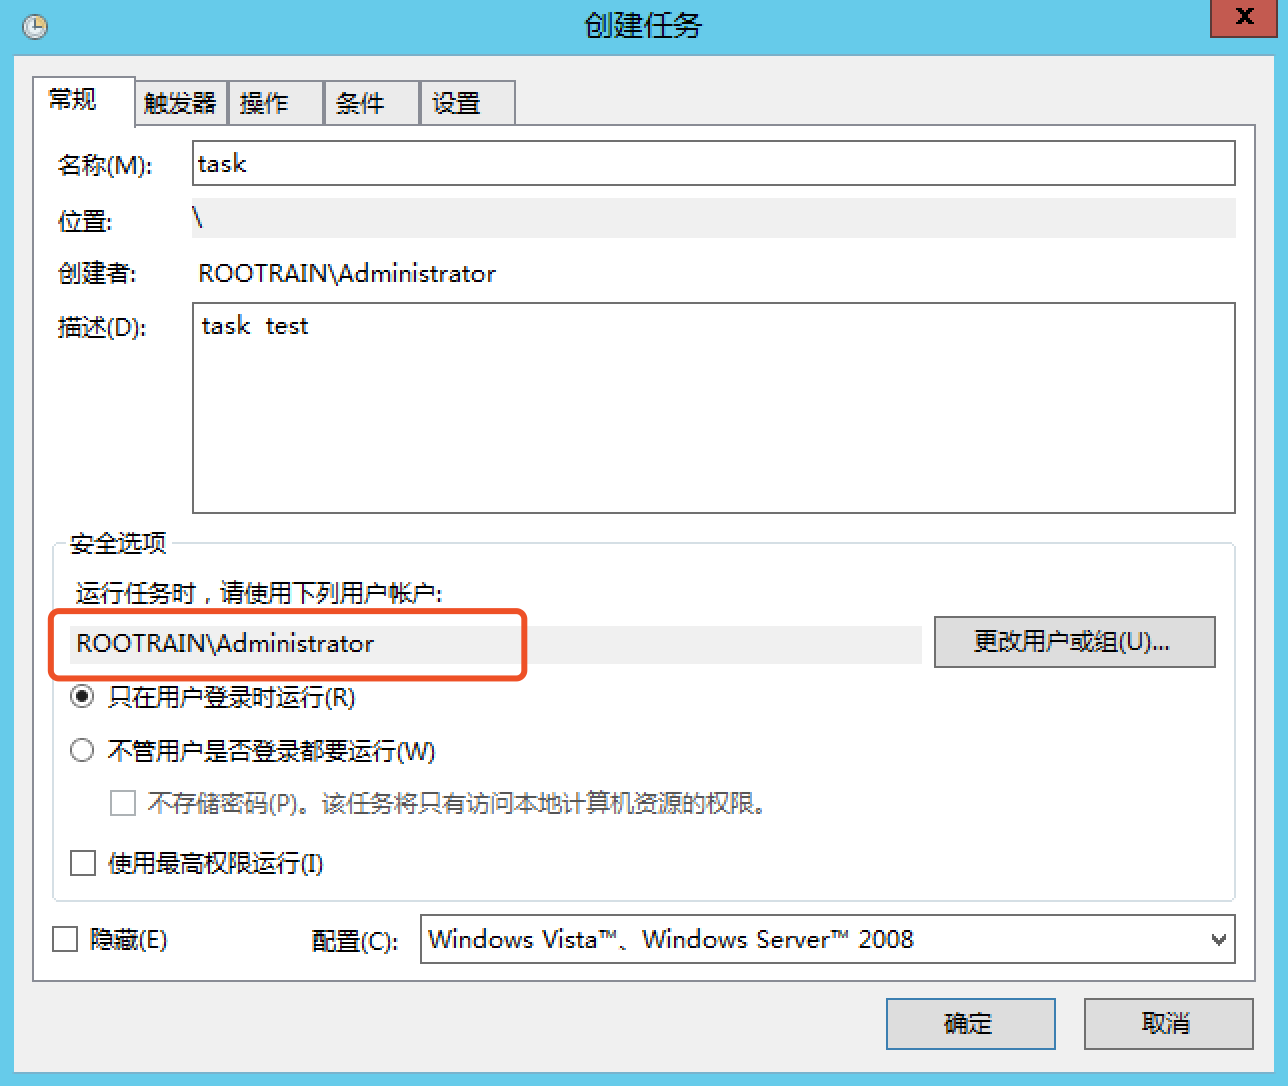 创建任务
x
常规 触发器 操作 条件 设置
名称(M): task
位置: \
创建者: ROOTRAIN\Administrator
描述(D): task test
安全选项
运行任务时，请使用下列用户帐户:
ROOTRAIN\Administrator 更改用户或组(U)...
只在用户登录时运行(R)
不管用户是否登录都要运行(W)
不存储密码(P)。该任务将只有访问本地计算机资源的权限。
使用最高权限运行(I)
隐藏(E) 配置(C): Windows Vista™、Windows Server™ 2008
确定 取消